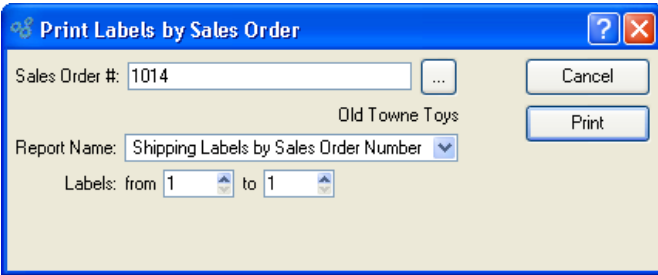 Print Labels by Sales Order
Sales Order #: 1014 ... Cancel
Old Towne Toys Print
Report Name: Shipping Labels by Sales Order Number
Labels: from 1 to 1